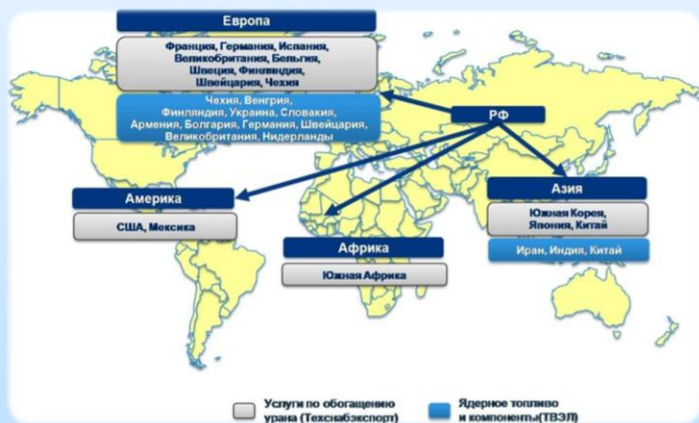 Европа
Франция, Германия, Испания,
Великобритания, Бельгия,
Швеция, Финляндия,
Швейцария, Чехия
Чехия, Венгрия,
Финляндия, Украина, Словакия,
Армения, Болгария, Германия, Швейцария,
Великобритания, Нидерланды
РФ
Америка
США, Мексика
Африка
Южная Африка
Азия
Южная Корея,
Япония, Китай
Иран, Индия, Китай
Услуги по обогащению
урана (Техснабэкспорт)
Ядерное топливо
и компоненты(ТВЭЛ)